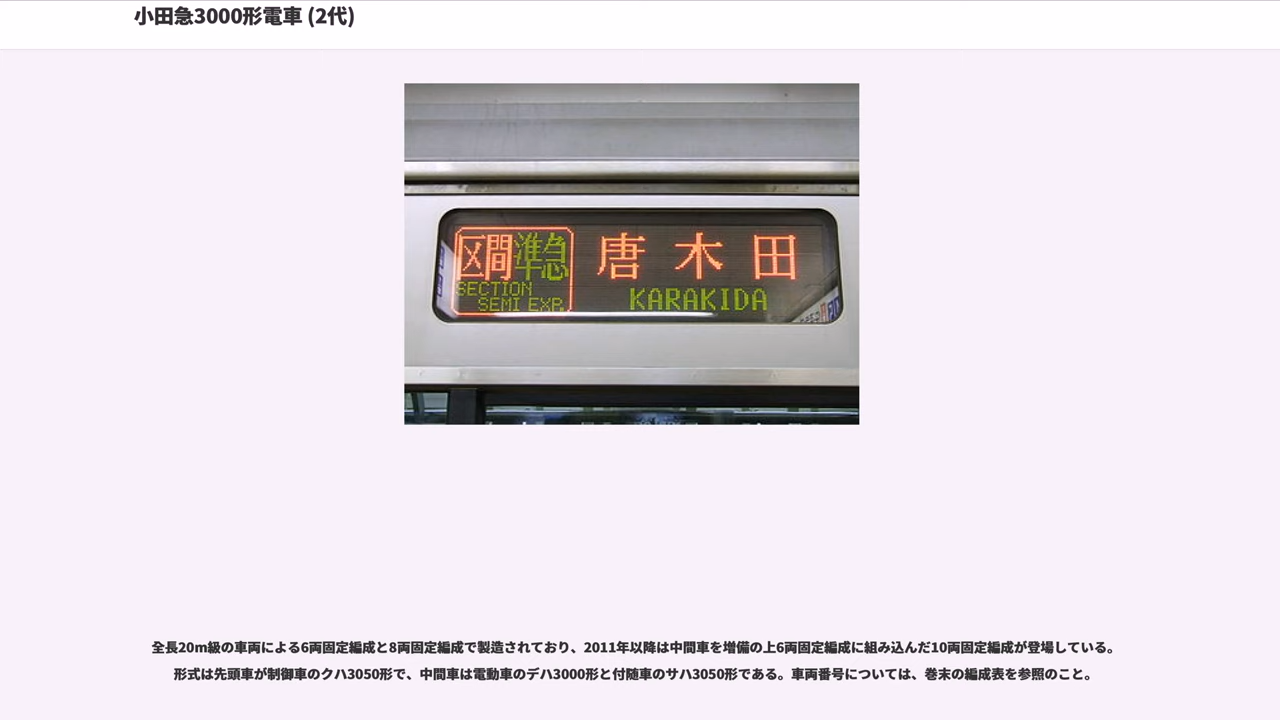 小田急3000形電車 (2代)
区間準急 唐木田
SECTION
SEMI EXP. KARAKIDA
全長20m級の車両による6両固定編成と8両固定編成で製造されており、2011年以降は中間車を増備の上6両固定編成に組み込んだ10両固定編成が登場している。
形式は先頭車が制御車のクハ3050形で、中間車は電動車のデハ3000形と付随車のサハ3050形である。車両番号については、巻末の編成表を参照のこと。